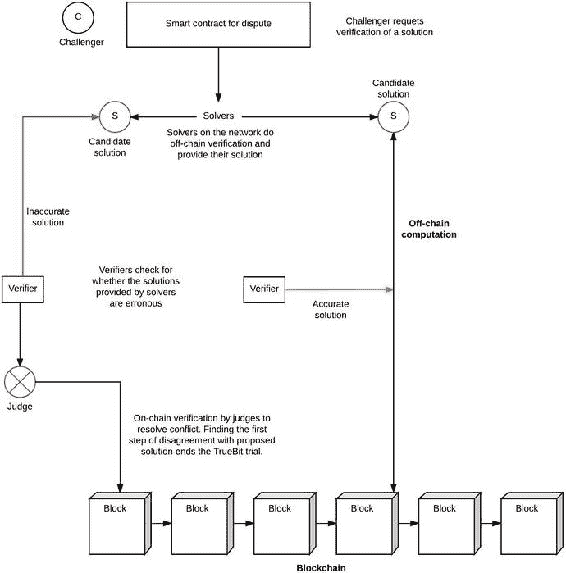 C
Challenger
Smart contract for dispute
Challenger requets
verification of a solution
Candidate
solution
S
Solvers
S
Candidate
solution
Solvers on the network do
off-chain verification and
provide their solution
Inaccurate
solution
Off-chain
computation
Verifier
Verifiers check for
whether the solutions
provided by solvers
are erronous
Verifier
Accurate
solution
Judge
On-chain verification by judges to
resolve conflict. Finding the first
step of disagreement with proposed
solution ends the TrueBit trial.
Block
Block
Block
Block
Block
Block
Blockchain